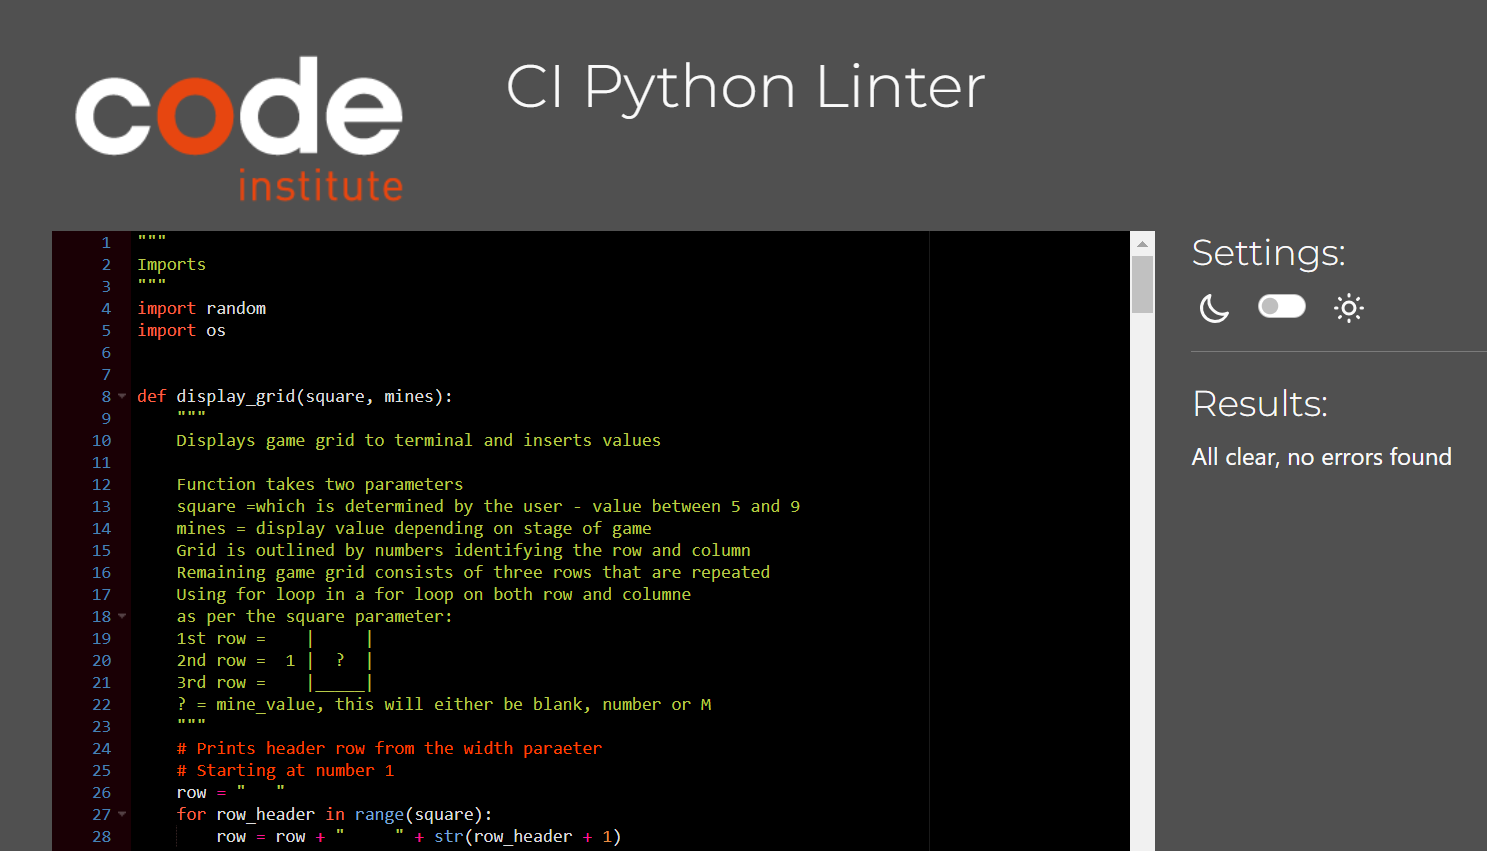 code
institute
CI Python Linter
1 """
2 Imports
3 """
4 import random
5 import os
6
7
8 def display_grid(square, mines):
9     """
10     Displays game grid to terminal and inserts values
11
12     Function takes two parameters
13     square =which is determined by the user - value between 5 and 9
14     mines = display value depending on stage of game
15     Grid is outlined by numbers identifying the row and column
16     Remaining game grid consists of three rows that are repeated
17     Using for loop in a for loop on both row and columne
18     as per the square parameter:
19     1st row =    |     |
20     2nd row =  1 |  ?  |
21     3rd row =    |_____|
22     ? = mine_value, this will either be blank, number or M
23     """
24     # Prints header row from the width paraeter
25     # Starting at number 1
26     row = "   "
27     for row_header in range(square):
28         row = row + "     " + str(row_header + 1)
Settings:
Results:
All clear, no errors found